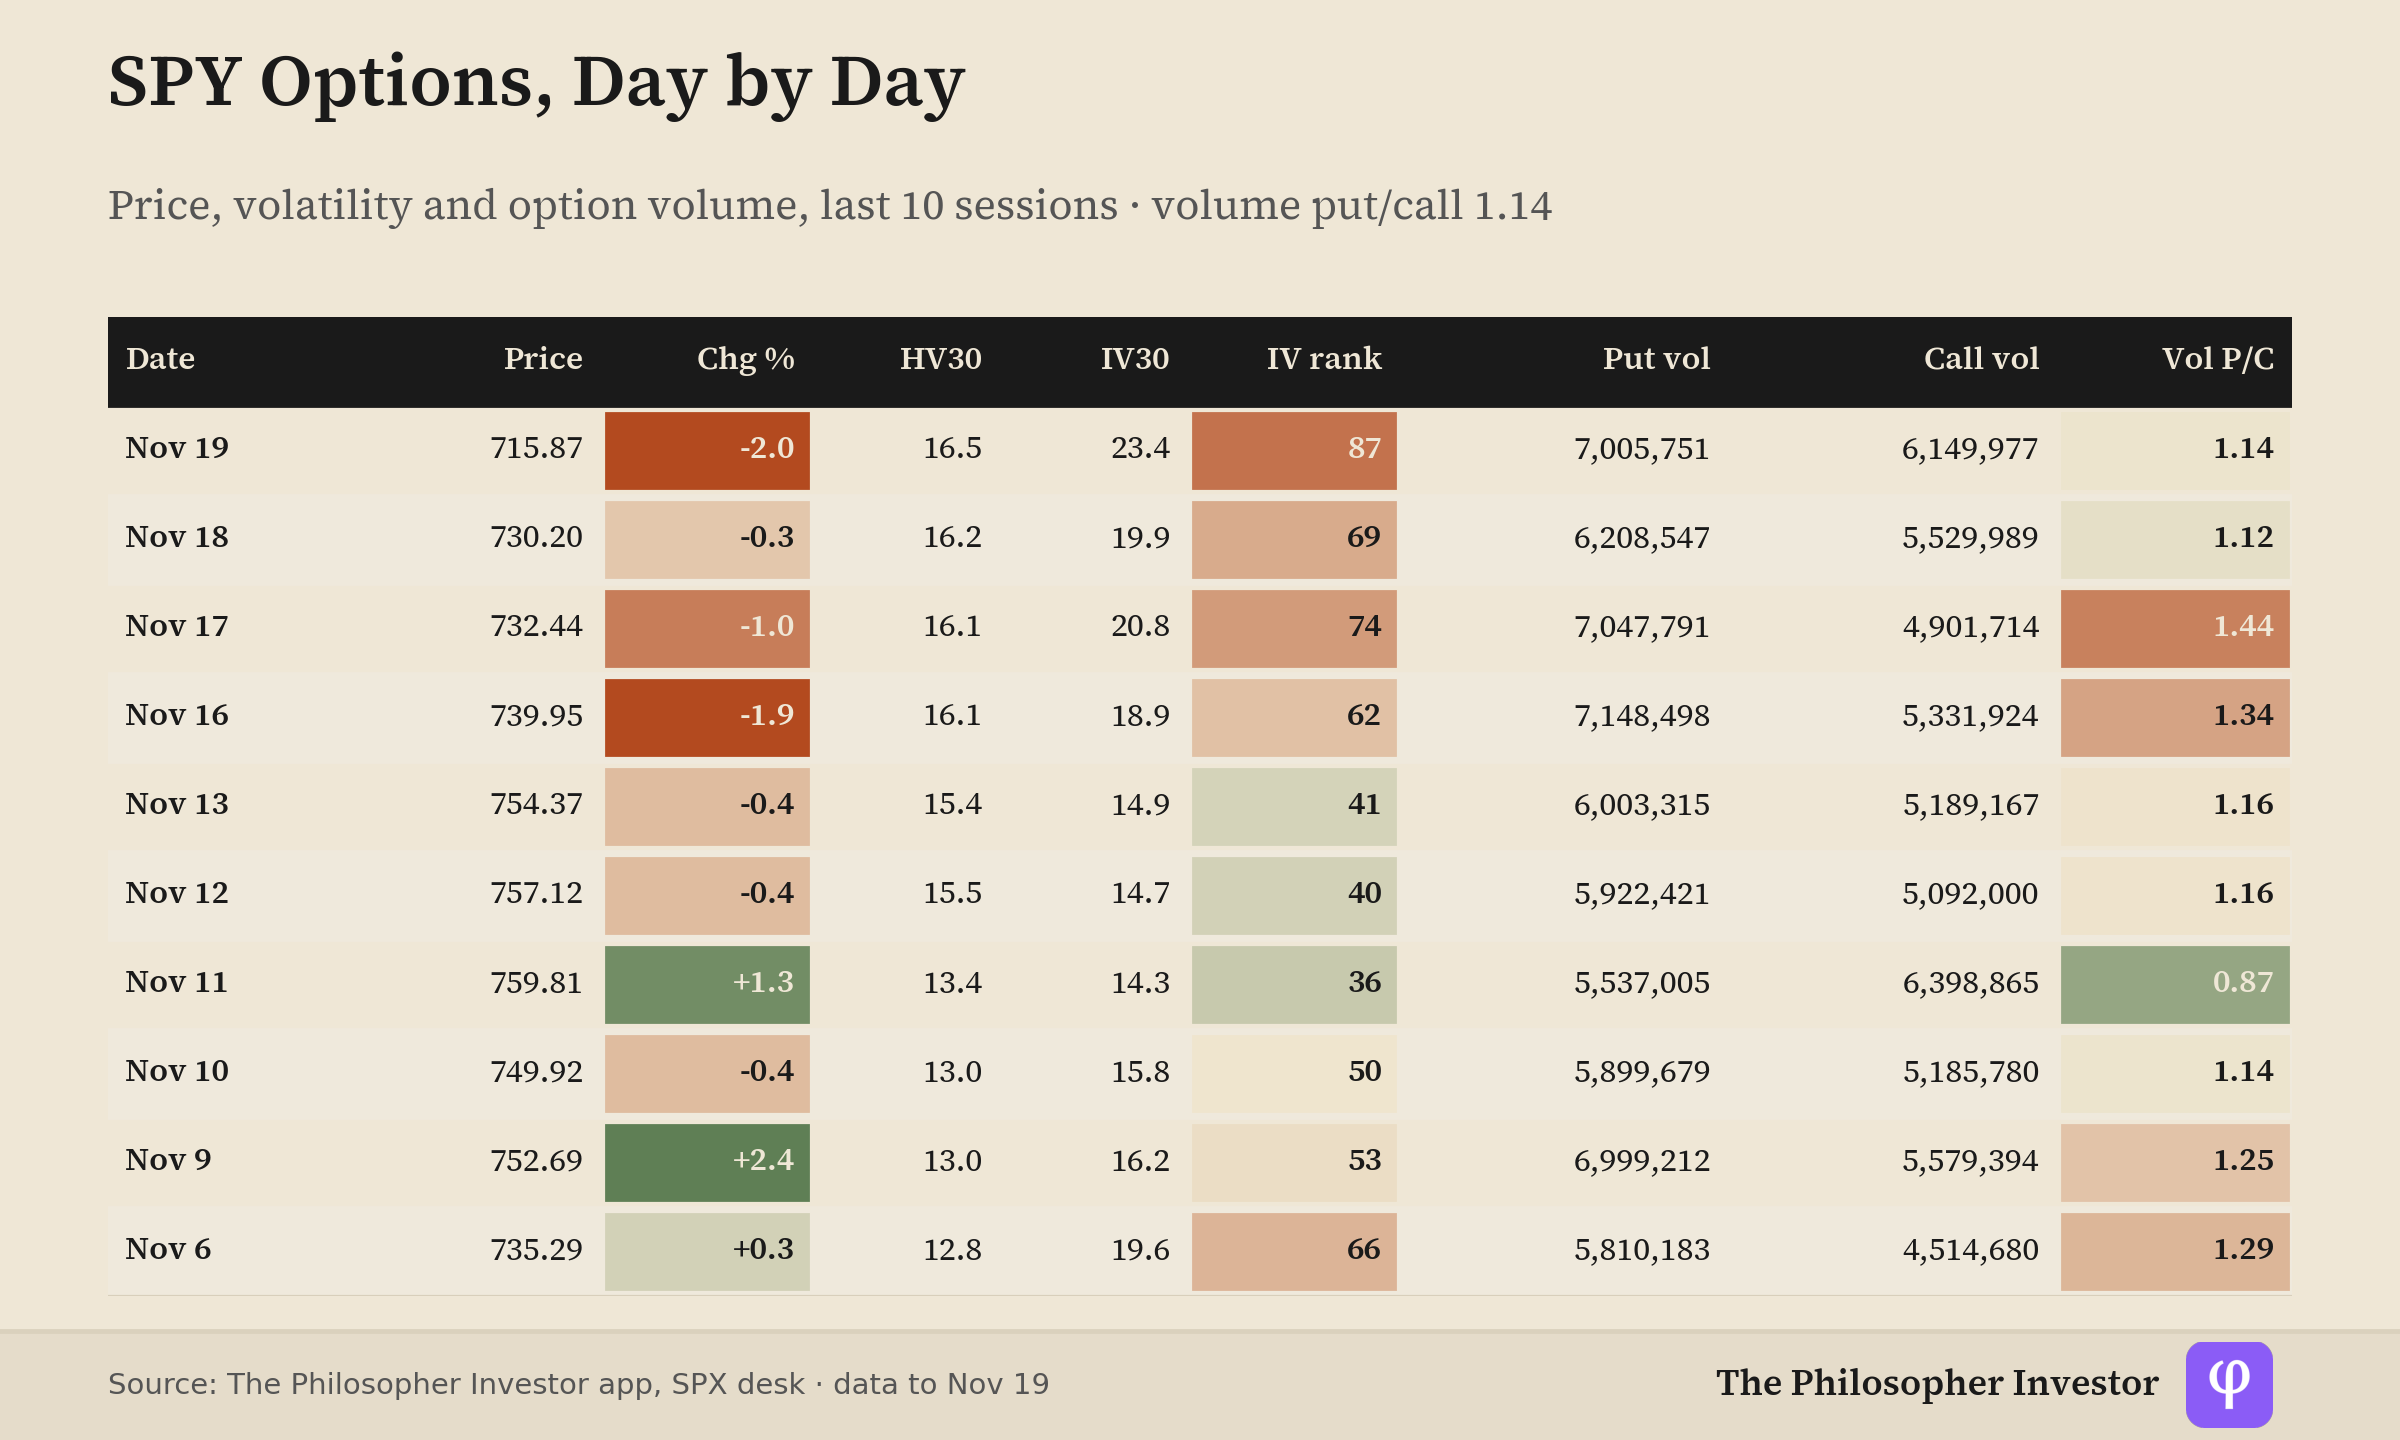 SPY Options, Day by Day
Price, volatility and option volume, last 10 sessions · volume put/call 1.14
Date Price Chg % HV30 IV30 IV rank Put vol Call vol Vol P/C
Nov 19 715.87 -2.0 16.5 23.4 87 7,005,751 6,149,977 1.14
Nov 18 730.20 -0.3 16.2 19.9 69 6,208,547 5,529,989 1.12
Nov 17 732.44 -1.0 16.1 20.8 74 7,047,791 4,901,714 1.44
Nov 16 739.95 -1.9 16.1 18.9 62 7,148,498 5,331,924 1.34
Nov 13 754.37 -0.4 15.4 14.9 41 6,003,315 5,189,167 1.16
Nov 12 757.12 -0.4 15.5 14.7 40 5,922,421 5,092,000 1.16
Nov 11 759.81 +1.3 13.4 14.3 36 5,537,005 6,398,865 0.87
Nov 10 749.92 -0.4 13.0 15.8 50 5,899,679 5,185,780 1.14
Nov 9 752.69 +2.4 13.0 16.2 53 6,999,212 5,579,394 1.25
Nov 6 735.29 +0.3 12.8 19.6 66 5,810,183 4,514,680 1.29
Source: The Philosopher Investor app, SPX desk · data to Nov 19
The Philosopher Investor φ